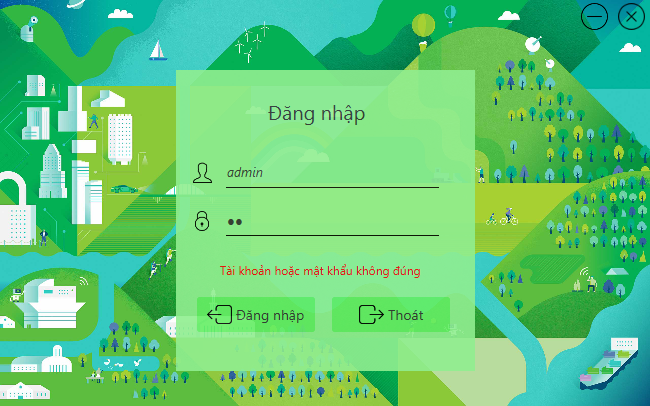 Đăng nhập
admin
••
Tài khoản hoặc mật khẩu không đúng
Đăng nhập
Thoát